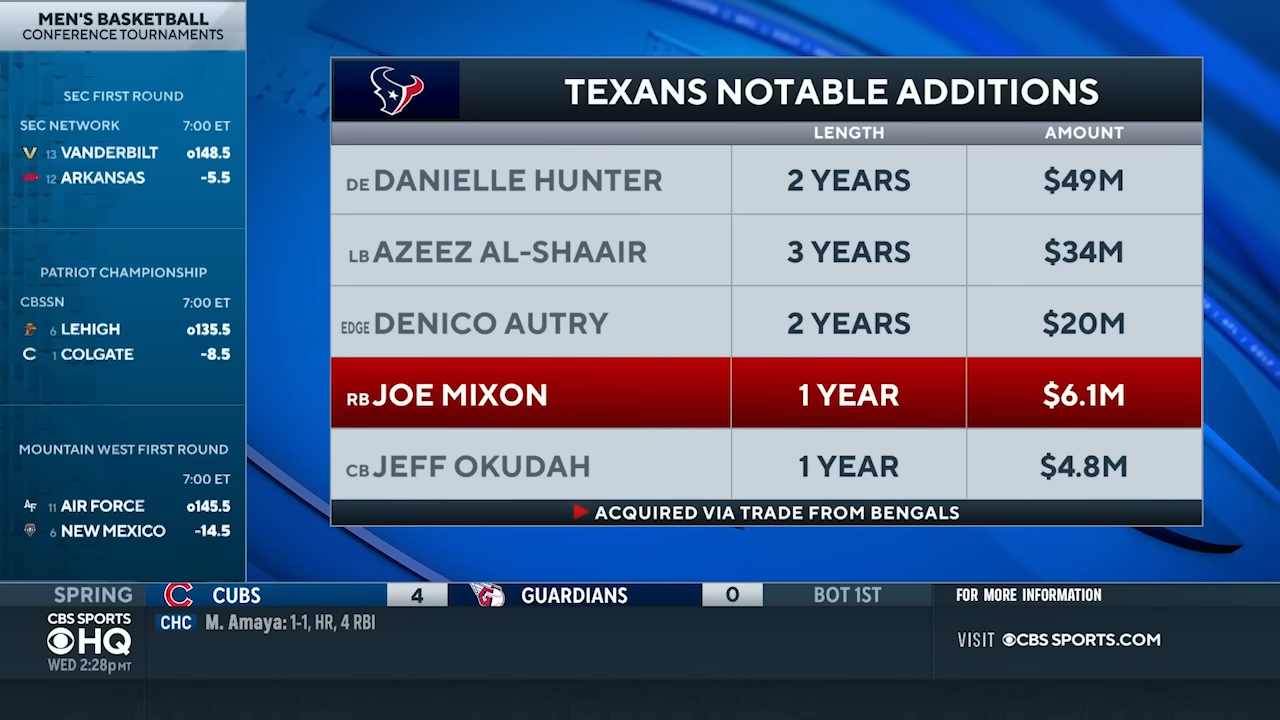 MEN'S BASKETBALL
CONFERENCE TOURNAMENTS
SEC FIRST ROUND
SEC NETWORK 7:00 ET
13 VANDERBILT o148.5
12 ARKANSAS -5.5
PATRIOT CHAMPIONSHIP
CBSSN 7:00 ET
6 LEHIGH o135.5
C 1 COLGATE -8.5
MOUNTAIN WEST FIRST ROUND
7:00 ET
AF 11 AIR FORCE o145.5
6 NEW MEXICO -14.5
TEXANS NOTABLE ADDITIONS
LENGTH AMOUNT
DE DANIELLE HUNTER 2 YEARS $49M
LB AZEEZ AL-SHAAIR 3 YEARS $34M
EDGE DENICO AUTRY 2 YEARS $20M
RB JOE MIXON 1 YEAR $6.1M
CB JEFF OKUDAH 1 YEAR $4.8M
ACQUIRED VIA TRADE FROM BENGALS
SPRING C CUBS 4 GUARDIANS 0 BOT 1ST FOR MORE INFORMATION
CHC M. Amaya: 1-1, HR, 4 RBI
CBS SPORTS
HQ
WED 2:28PMT
VISIT CBS SPORTS.COM